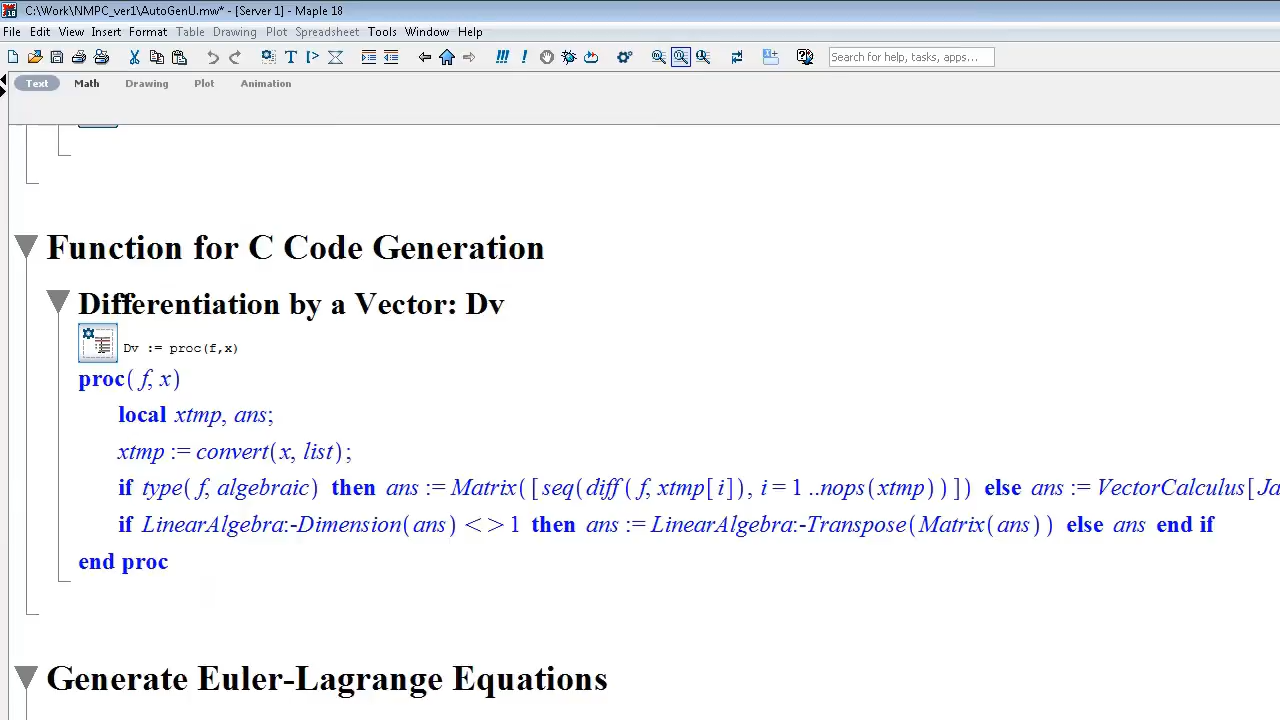 C:\Work\NMPC_ver1\AutoGenU.mw* - [Server 1] - Maple 18
File Edit View Insert Format Table Drawing Plot Spreadsheet Tools Window Help
Search for help, tasks, apps...
Text Math Drawing Plot Animation
Function for C Code Generation
Differentiation by a Vector: Dv
Dv := proc(f,x)
proc( f, x)
local xtmp, ans;
xtmp := convert(x, list);
if type( f, algebraic) then ans := Matrix([seq(diff( f, xtmp[i]), i = 1 ..nops(xtmp))]) else ans := VectorCalculus[Ja
if LinearAlgebra:-Dimension(ans) <> 1 then ans := LinearAlgebra:-Transpose(Matrix(ans)) else ans end if
end proc
Generate Euler-Lagrange Equations